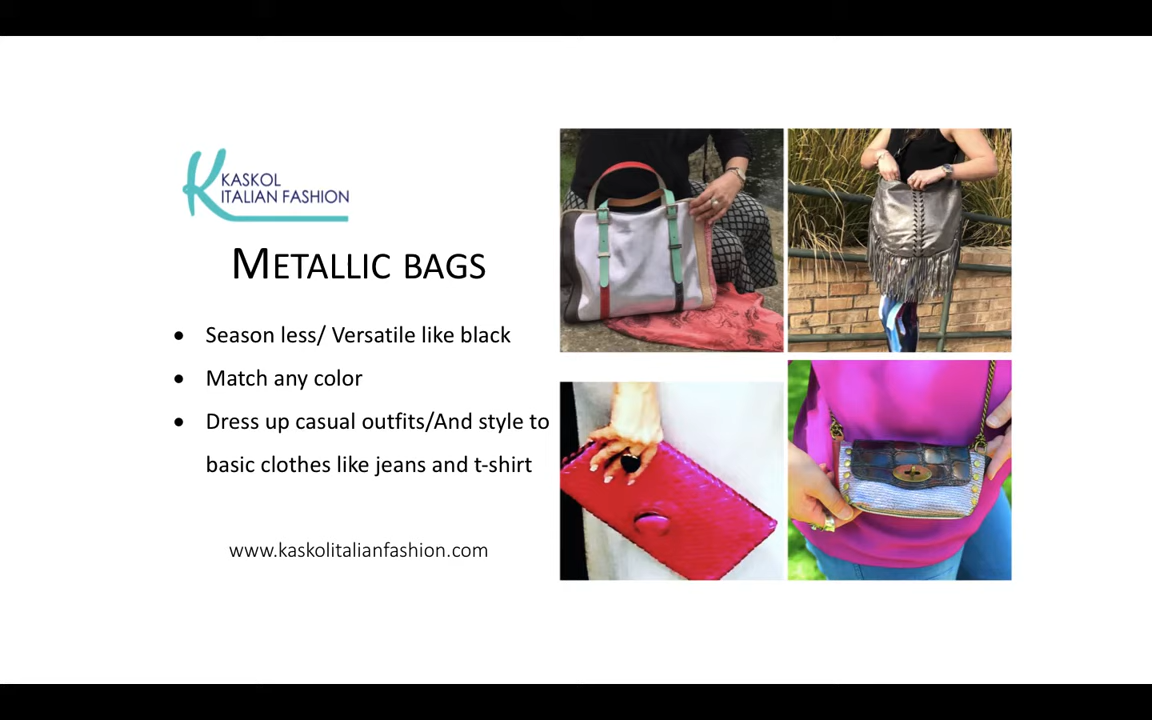 KASKOL
ITALIAN FASHION
METALLIC BAGS
• Season less/ Versatile like black
• Match any color
• Dress up casual outfits/And style to
basic clothes like jeans and t-shirt
www.kaskolitalianfashion.com